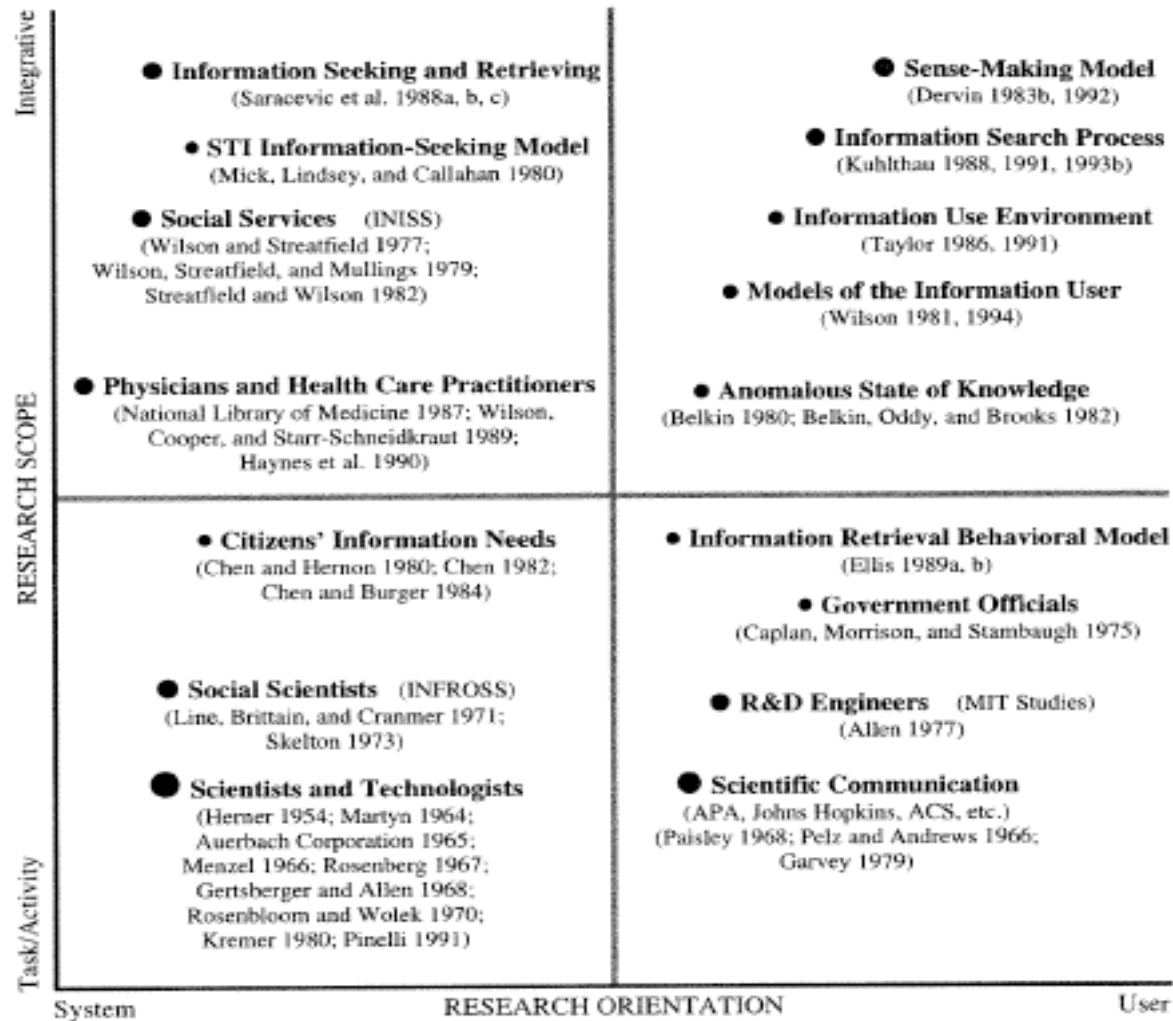 Integrative
RESEARCH SCOPE
Task/Activity
● Information Seeking and Retrieving
(Saracevic et al. 1988a, b, c)
● STI Information-Seeking Model
(Mick, Lindsey, and Callahan 1980)
● Social Services (INISS)
(Wilson and Streatfield 1977;
Wilson, Streatfield, and Mullings 1979;
Streatfield and Wilson 1982)
● Physicians and Health Care Practitioners
(National Library of Medicine 1987; Wilson,
Cooper, and Starr-Schneidkraut 1989;
Haynes et al. 1990)
● Sense-Making Model
(Dervin 1983b, 1992)
● Information Search Process
(Kuhlthau 1988, 1991, 1993b)
● Information Use Environment
(Taylor 1986, 1991)
● Models of the Information User
(Wilson 1981, 1994)
● Anomalous State of Knowledge
(Belkin 1980; Belkin, Oddy, and Brooks 1982)
● Citizens' Information Needs
(Chen and Hernon 1980; Chen 1982;
Chen and Burger 1984)
● Social Scientists (INFROSS)
(Line, Brittain, and Cranmer 1971;
Skelton 1973)
● Scientists and Technologists
(Herner 1954; Martyn 1964;
Auerbach Corporation 1965;
Menzel 1966; Rosenberg 1967;
Gertsberger and Allen 1968;
Rosenbloom and Wolek 1970;
Kremer 1980; Pinelli 1991)
● Information Retrieval Behavioral Model
(Ellis 1989a, b)
● Government Officials
(Caplan, Morrison, and Stambaugh 1975)
● R&D Engineers (MIT Studies)
(Allen 1977)
● Scientific Communication
(APA, Johns Hopkins, ACS, etc.)
(Paisley 1968; Pelz and Andrews 1966;
Garvey 1979)
System RESEARCH ORIENTATION User